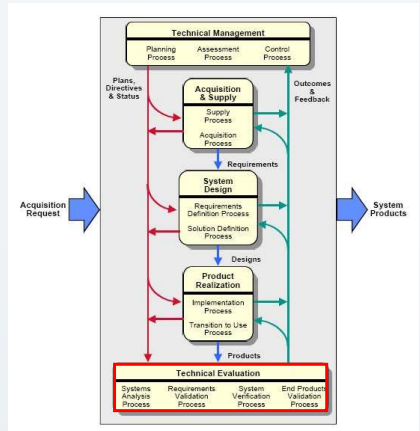 Technical Management
Planning Process
Assessment Process
Control Process
Plans,
Directives
& Status
Outcomes
&
Feedback
Acquisition
& Supply
Supply
Process
Acquisition
Process
Requirements
System
Design
Requirements
Definition Process
Solution Definition
Process
Acquisition
Request
System
Products
Designs
Product
Realization
Implementation
Process
Transition to Use
Process
Products
Technical Evaluation
Systems
Analysis
Process
Requirements
Validation
Process
System
Verification
Process
End Products
Validation
Process